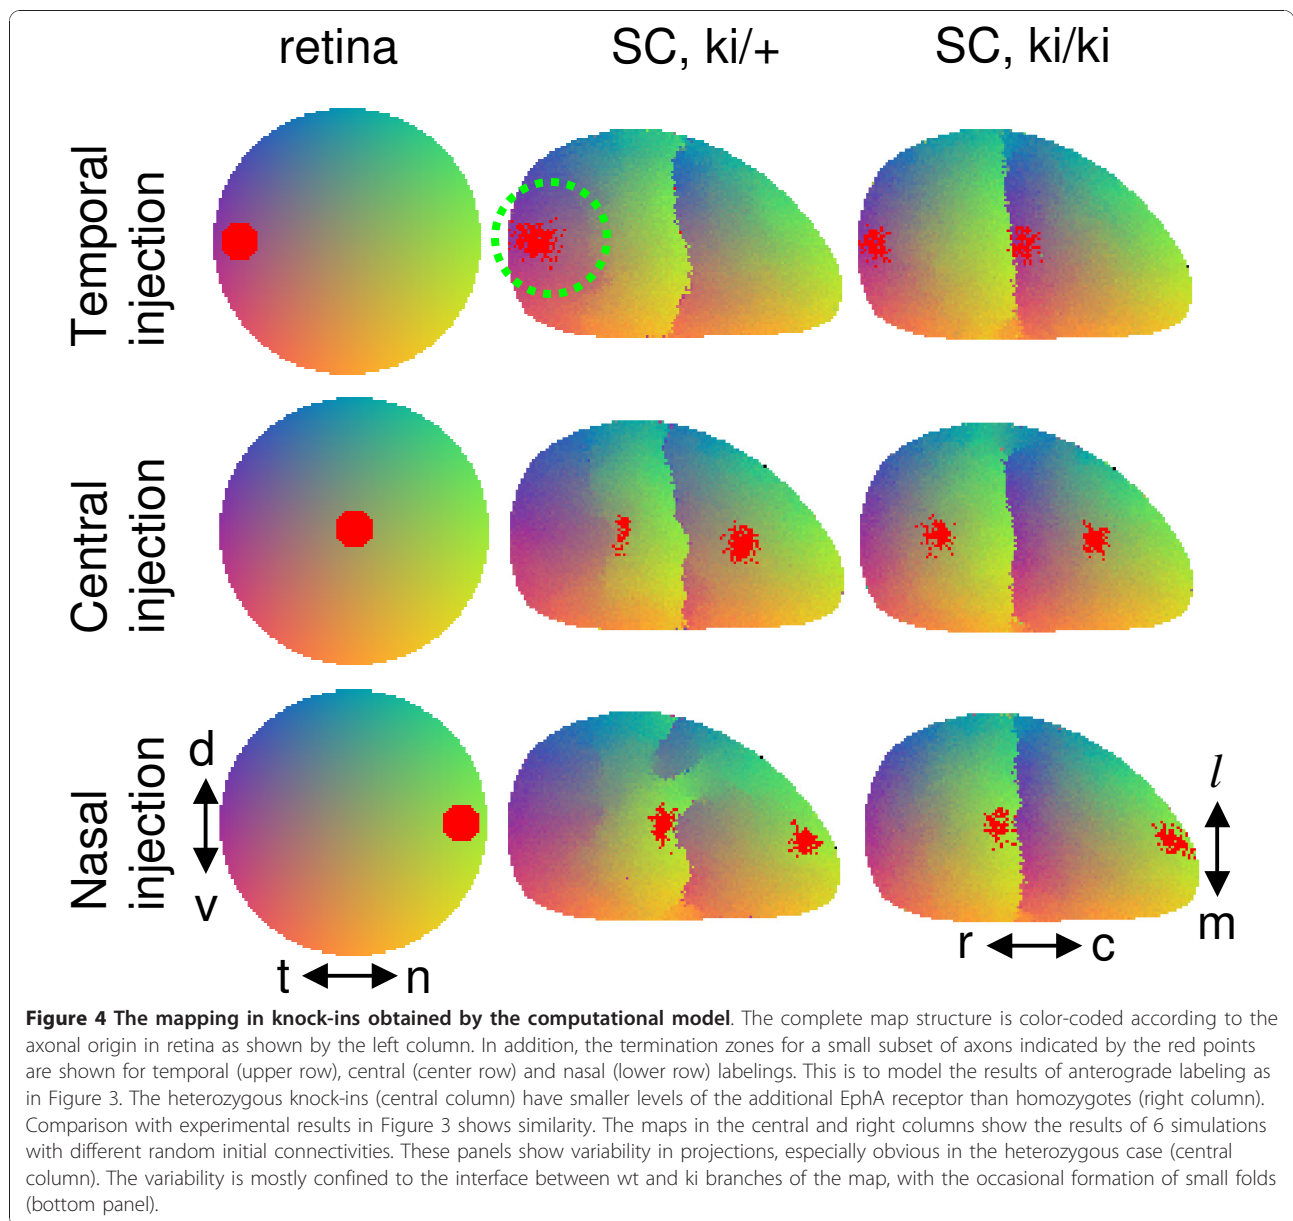 retina
SC, ki/+
SC, ki/ki
Temporal
injection
Central
injection
Nasal
injection
d
v
t
n
l
m
r
c
Figure 4 The mapping in knock-ins obtained by the computational model. The complete map structure is color-coded according to the
axonal origin in retina as shown by the left column. In addition, the termination zones for a small subset of axons indicated by the red points
are shown for temporal (upper row), central (center row) and nasal (lower row) labelings. This is to model the results of anterograde labeling as
in Figure 3. The heterozygous knock-ins (central column) have smaller levels of the additional EphA receptor than homozygotes (right column).
Comparison with experimental results in Figure 3 shows similarity. The maps in the central and right columns show the results of 6 simulations
with different random initial connectivities. These panels show variability in projections, especially obvious in the heterozygous case (central
column). The variability is mostly confined to the interface between wt and ki branches of the map, with the occasional formation of small folds
(bottom panel).